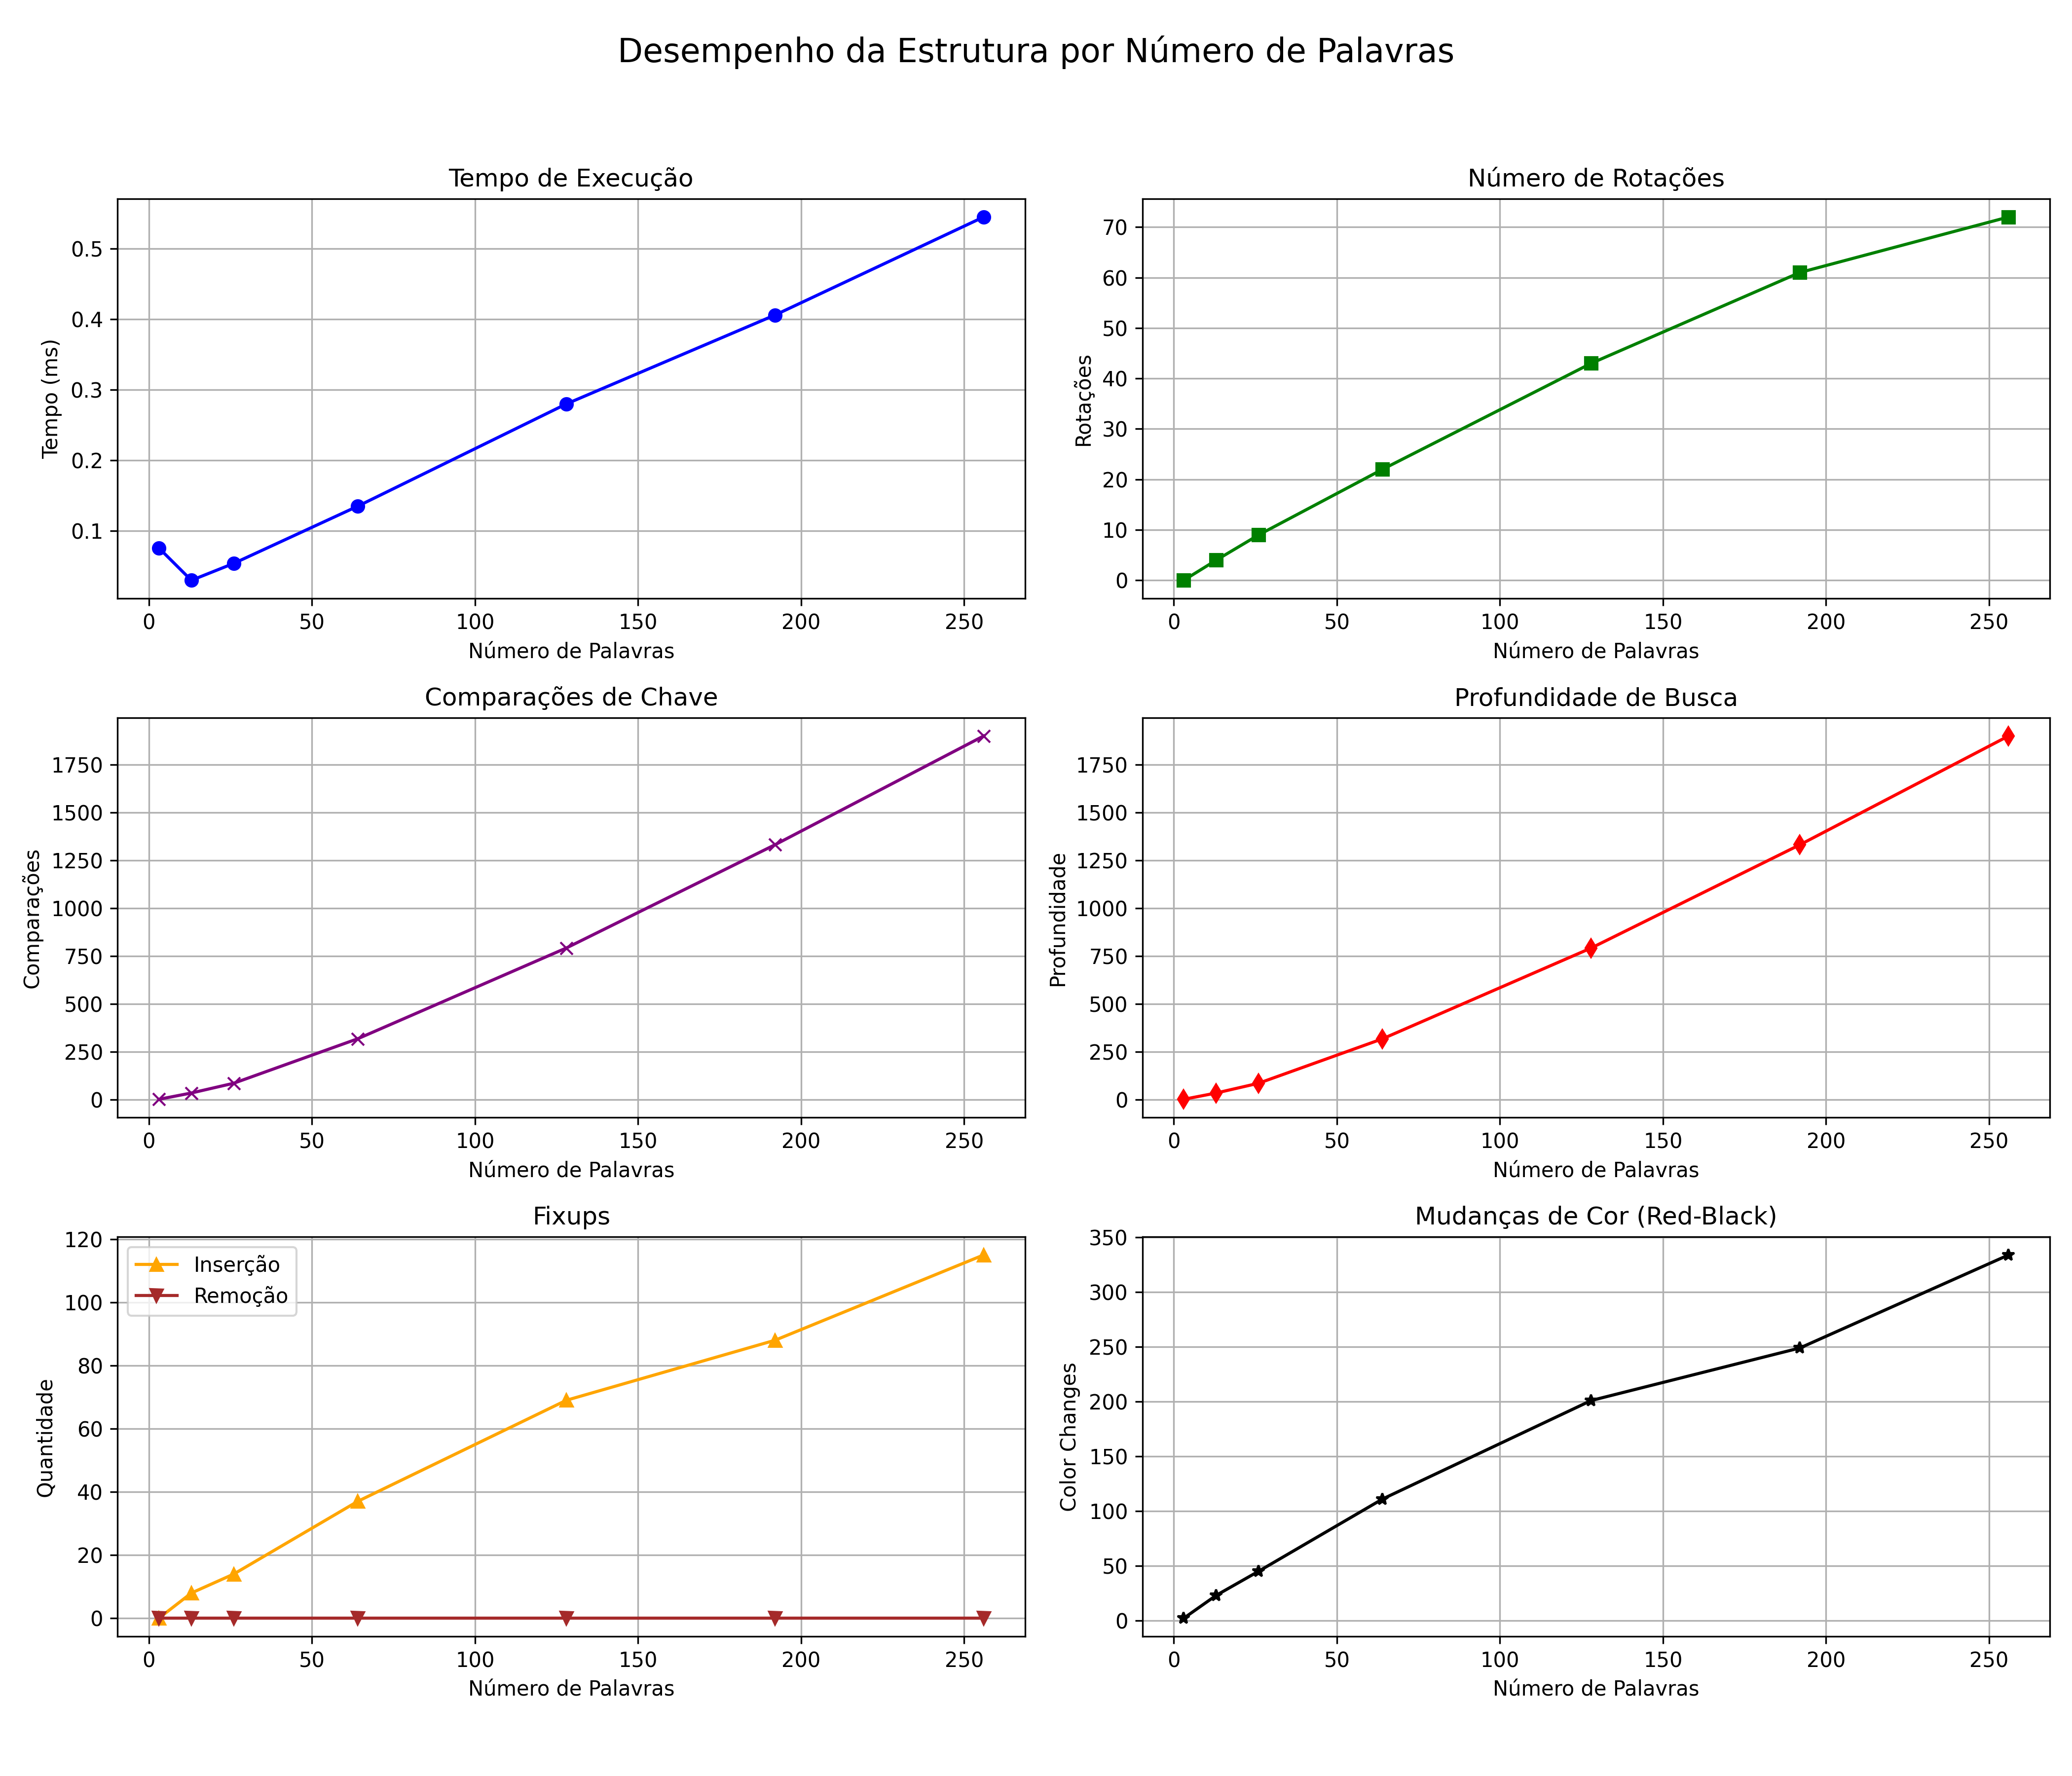 Desempenho da Estrutura por Número de Palavras
Tempo de Execução
Tempo (ms)
0.5
0.4
0.3
0.2
0.1
0 50 100 150 200 250
Número de Palavras
Número de Rotações
Rotações
70
60
50
40
30
20
10
0
0 50 100 150 200 250
Número de Palavras
Comparações de Chave
Comparações
1750
1500
1250
1000
750
500
250
0
0 50 100 150 200 250
Número de Palavras
Profundidade de Busca
Profundidade
1750
1500
1250
1000
750
500
250
0
0 50 100 150 200 250
Número de Palavras
Fixups
Quantidade
120
100
80
60
40
20
0
Inserção
Remoção
0 50 100 150 200 250
Número de Palavras
Mudanças de Cor (Red-Black)
Color Changes
350
300
250
200
150
100
50
0
0 50 100 150 200 250
Número de Palavras